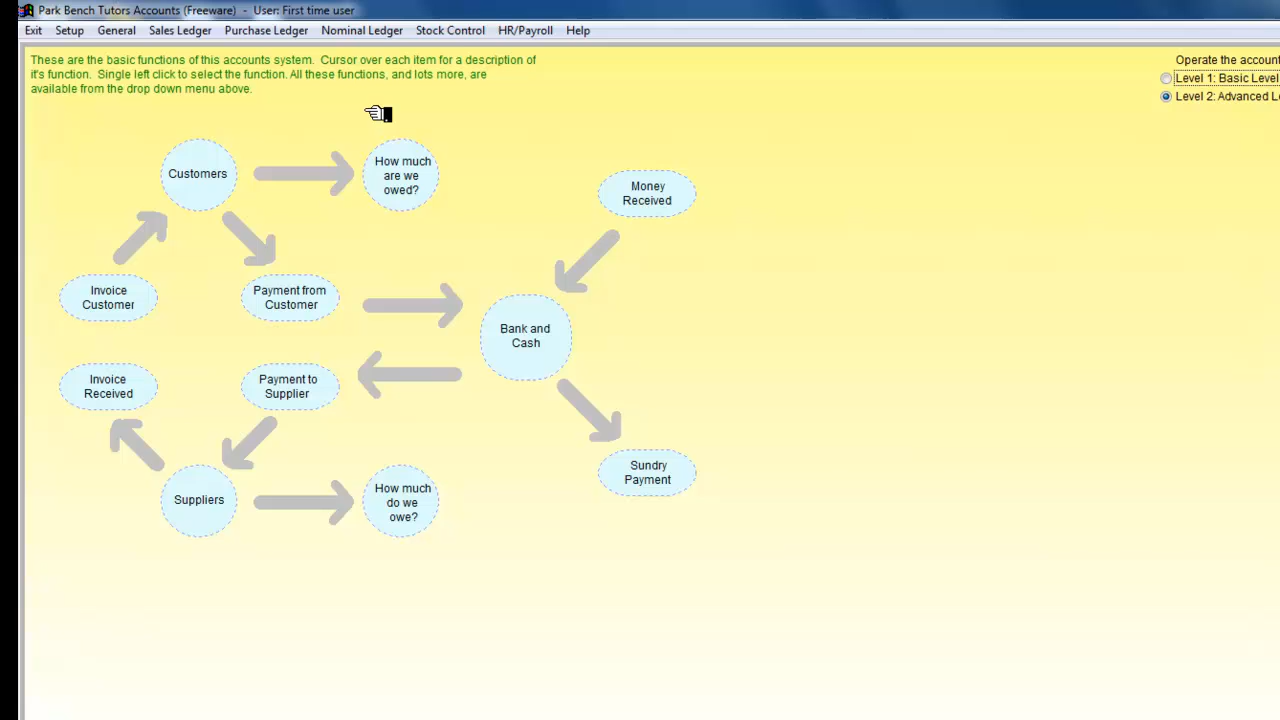 Park Bench Tutors Accounts (Freeware) - User: First time user
Exit Setup General Sales Ledger Purchase Ledger Nominal Ledger Stock Control HR/Payroll Help
These are the basic functions of this accounts system. Cursor over each item for a description of
it's function. Single left click to select the function. All these functions, and lots more, are
available from the drop down menu above.
Operate the account
Level 1: Basic Level
Level 2: Advanced Le
Customers
How much
are we
owed?
Money
Received
Invoice
Customer
Payment from
Customer
Bank and
Cash
Invoice
Received
Payment to
Supplier
Sundry
Payment
Suppliers
How much
do we
owe?